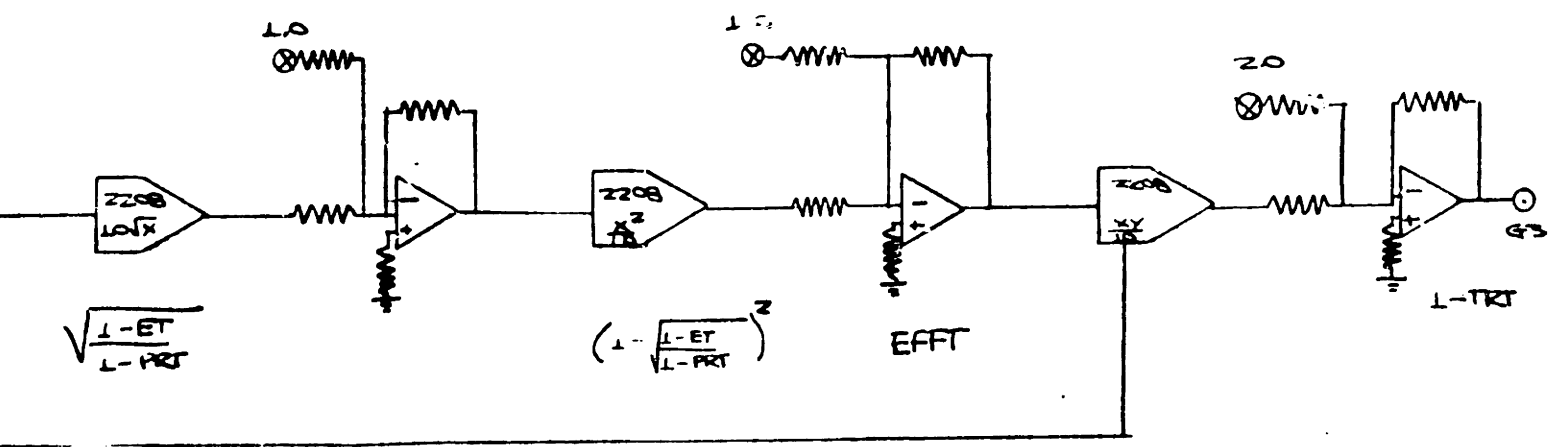 1.0
2208
10√x
√(1-ET / 1-PRT)
2208
x²
(1-√(1-ET / 1-PRT))²
EFFT
XY
10
2.0
G3
1-TRT